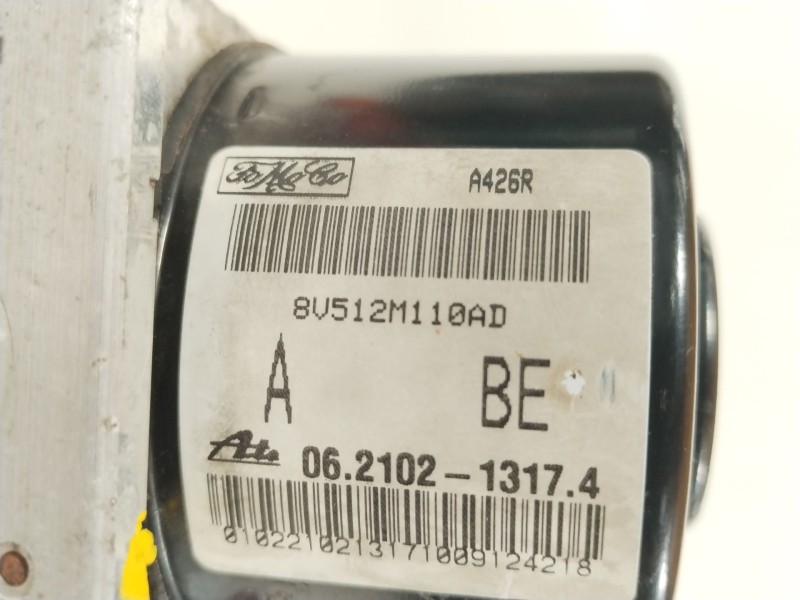 FoMoCo A426R
8V512M110AD
A BE
Ate 06.2102-1317.4
0102210213171009124218